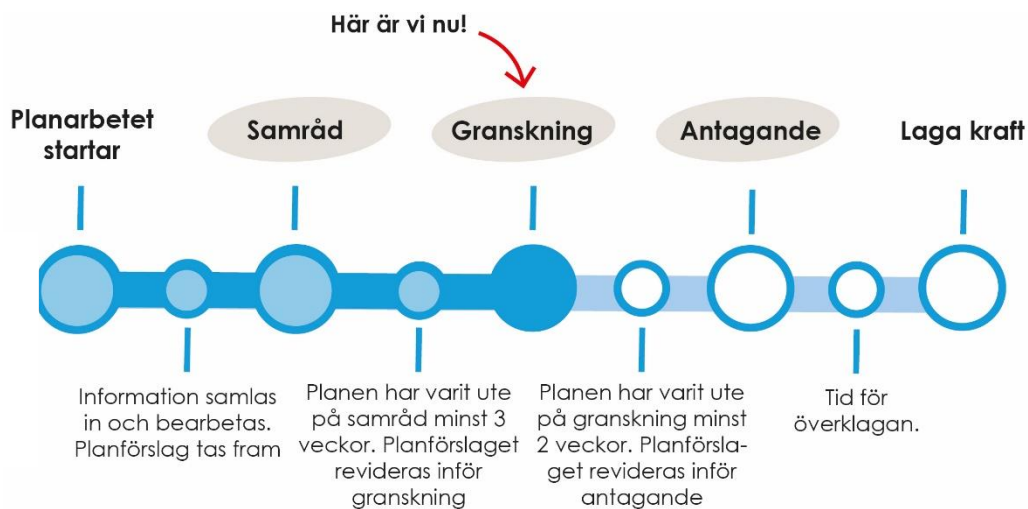 Här är vi nu!
Planarbetet
startar
Samråd
Granskning
Antagande
Laga kraft
Information samlas
in och bearbetas.
Planförslag tas fram
Planen har varit ute
på samråd minst 3
veckor. Planförslaget
revideras inför
granskning
Planen har varit ute
på granskning minst
2 veckor. Planförsla-
get revideras inför
antagande
Tid för
överklagan.